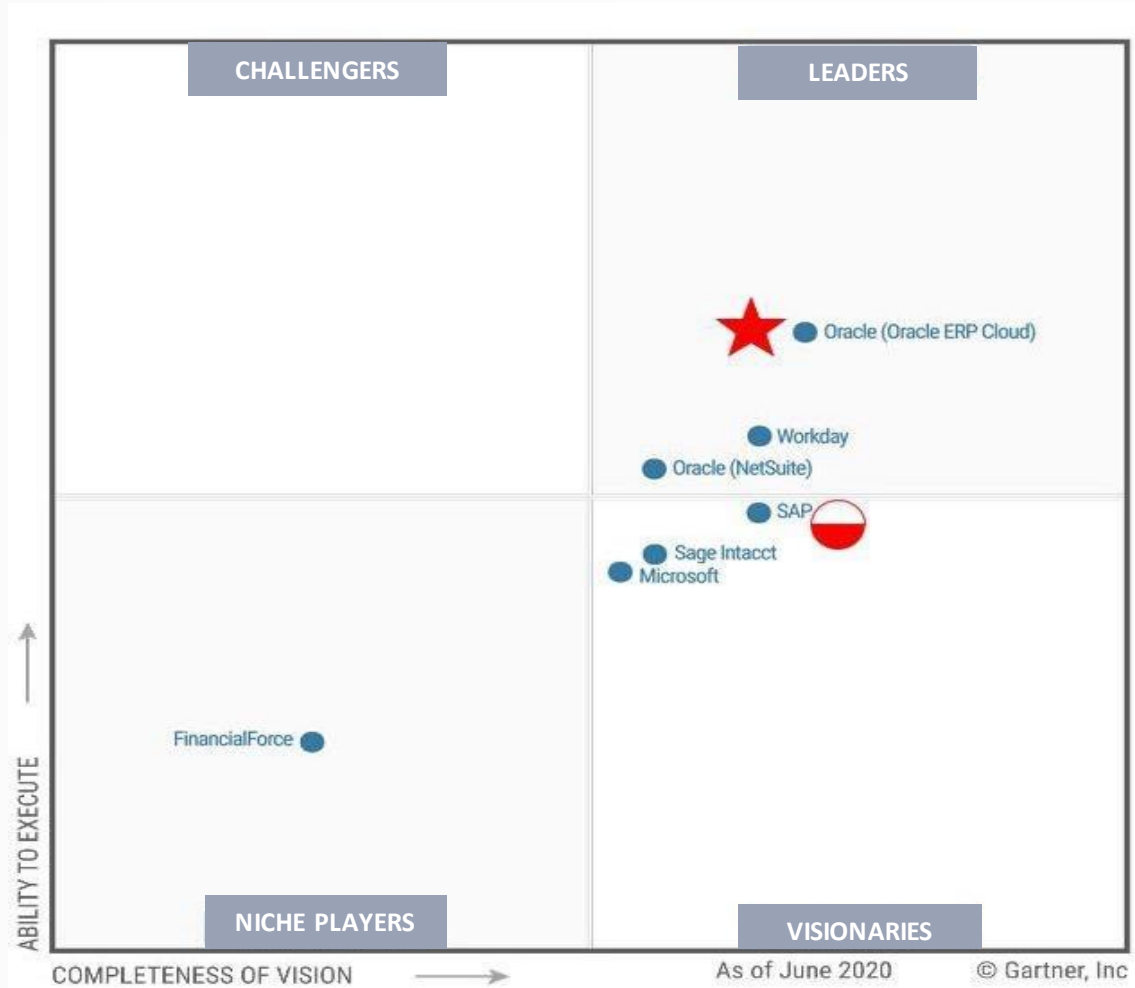 CHALLENGERS
LEADERS
Oracle (Oracle ERP Cloud)
Workday
Oracle (NetSuite)
SAP
Sage Intacct
Microsoft
FinancialForce
ABILITY TO EXECUTE
NICHE PLAYERS
VISIONARIES
COMPLETENESS OF VISION
As of June 2020
© Gartner, Inc